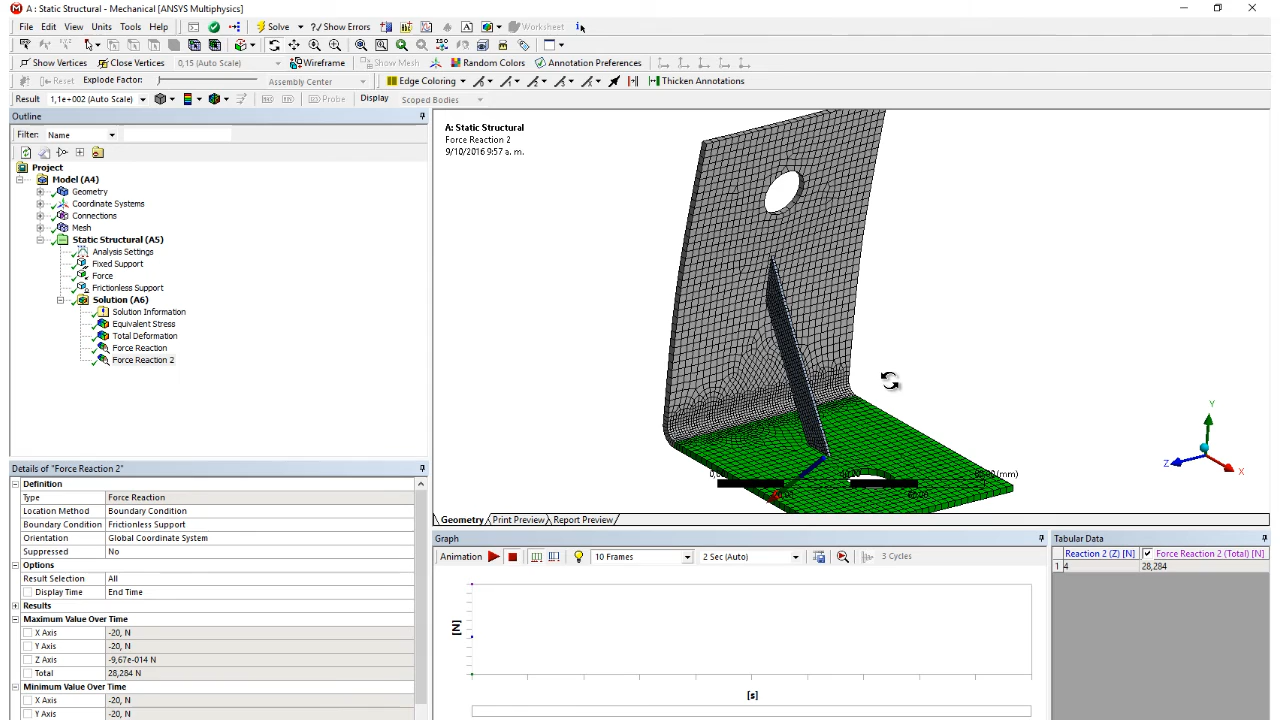 A : Static Structural - Mechanical [ANSYS Multiphysics]
File Edit View Units Tools Help Solve ?/ Show Errors Worksheet
Show Vertices Close Vertices 0,15 (Auto Scale) Wireframe Show Mesh Random Colors Annotation Preferences
Reset Explode Factor: Assembly Center Edge Coloring Thicken Annotations
Result 1,1e+002 (Auto Scale) Probe Display Scoped Bodies
Outline
Filter: Name
Project
Model (A4)
Geometry
Coordinate Systems
Connections
Mesh
Static Structural (A5)
Analysis Settings
Fixed Support
Force
Frictionless Support
Solution (A6)
Solution Information
Equivalent Stress
Total Deformation
Force Reaction
Force Reaction 2
A: Static Structural
Force Reaction 2
9/10/2016 9:57 a. m.
(mm)
Y
Z
X
Geometry Print Preview Report Preview
Details of "Force Reaction 2"
Definition
Type Force Reaction
Location Method Boundary Condition
Boundary Condition Frictionless Support
Orientation Global Coordinate System
Suppressed No
Options
Result Selection All
Display Time End Time
Results
Maximum Value Over Time
X Axis -20, N
Y Axis -20, N
Z Axis -9,67e-014 N
Total 28,284 N
Minimum Value Over Time
X Axis -20, N
Y Axis -20, N
Graph
Animation 10 Frames 2 Sec (Auto) 3 Cycles
[N]
[s]
Tabular Data
Reaction 2 (Z) [N] Force Reaction 2 (Total) [N]
1 4 28,284